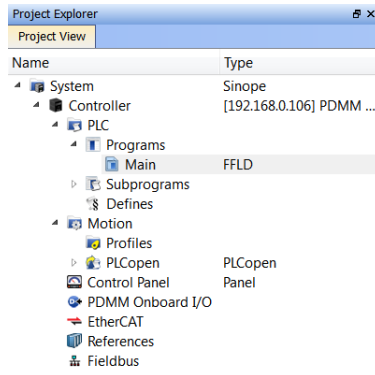 Project Explorer
Project View
Name Type
System Sinope
Controller [192.168.0.106] PDMM ...
PLC
Programs
Main FFLD
Subprograms
Defines
Motion
Profiles
PLCopen PLCopen
Control Panel Panel
PDMM Onboard I/O
EtherCAT
References
Fieldbus